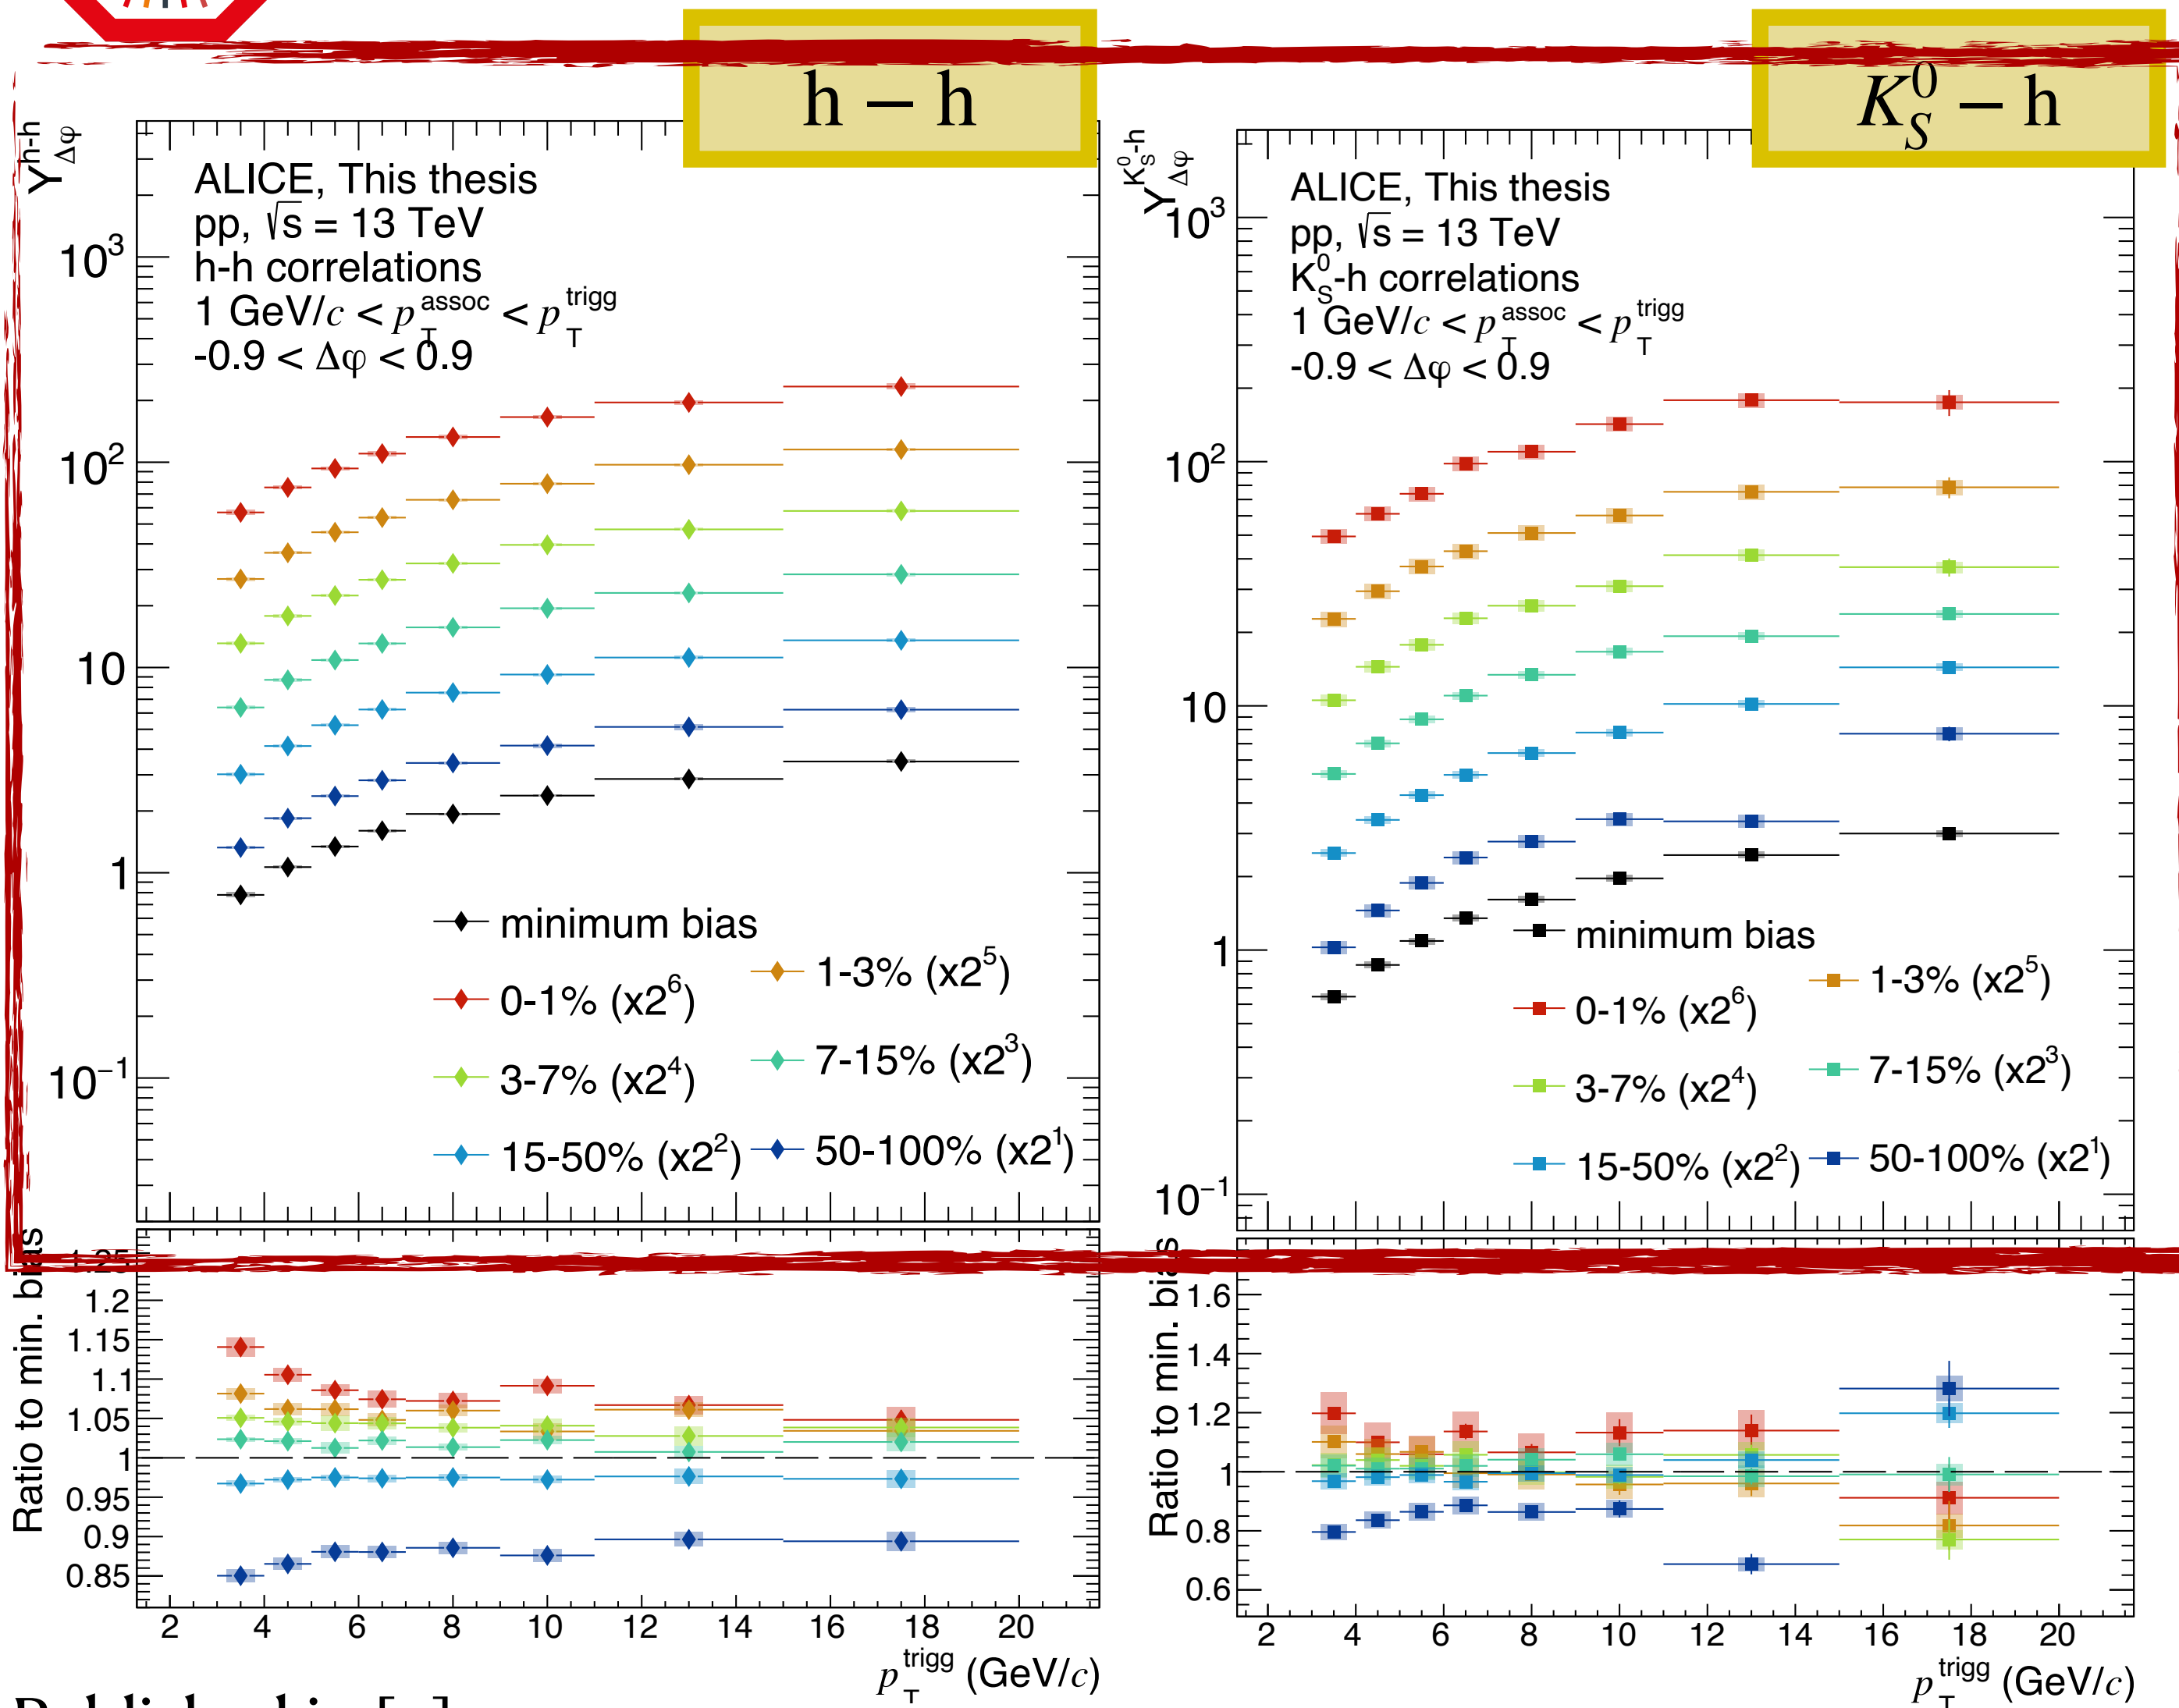 h – h
K_S^0 – h
Y_{Δφ}^{h-h}
ALICE, This thesis
pp, √s = 13 TeV
h-h correlations
1 GeV/c < p_T^{assoc} < p_T^{trigg}
-0.9 < Δφ < 0.9
10^3
10^2
10
1
10^{-1}
minimum bias
0-1% (x2^6)
1-3% (x2^5)
3-7% (x2^4)
7-15% (x2^3)
15-50% (x2^2)
50-100% (x2^1)
Ratio to min. bias
1.25
1.2
1.15
1.1
1.05
1
0.95
0.9
0.85
2 4 6 8 10 12 14 16 18 20
p_T^{trigg} (GeV/c)
Y_{Δφ}^{K_S^0-h}
ALICE, This thesis
pp, √s = 13 TeV
K_S^0-h correlations
1 GeV/c < p_T^{assoc} < p_T^{trigg}
-0.9 < Δφ < 0.9
10^3
10^2
10
1
10^{-1}
minimum bias
0-1% (x2^6)
1-3% (x2^5)
3-7% (x2^4)
7-15% (x2^3)
15-50% (x2^2)
50-100% (x2^1)
Ratio to min. bias
1.6
1.4
1.2
1
0.8
0.6
2 4 6 8 10 12 14 16 18 20
p_T^{trigg} (GeV/c)